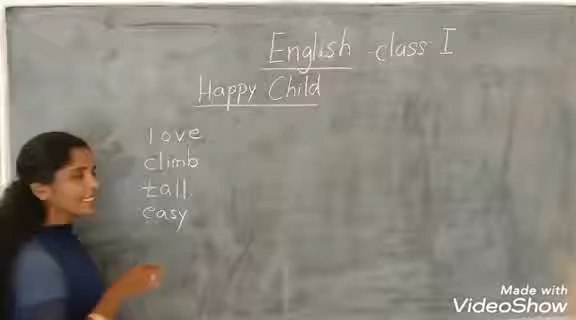 English - class I
Happy Child
love
climb
tall.
easy
Made with
VideoShow